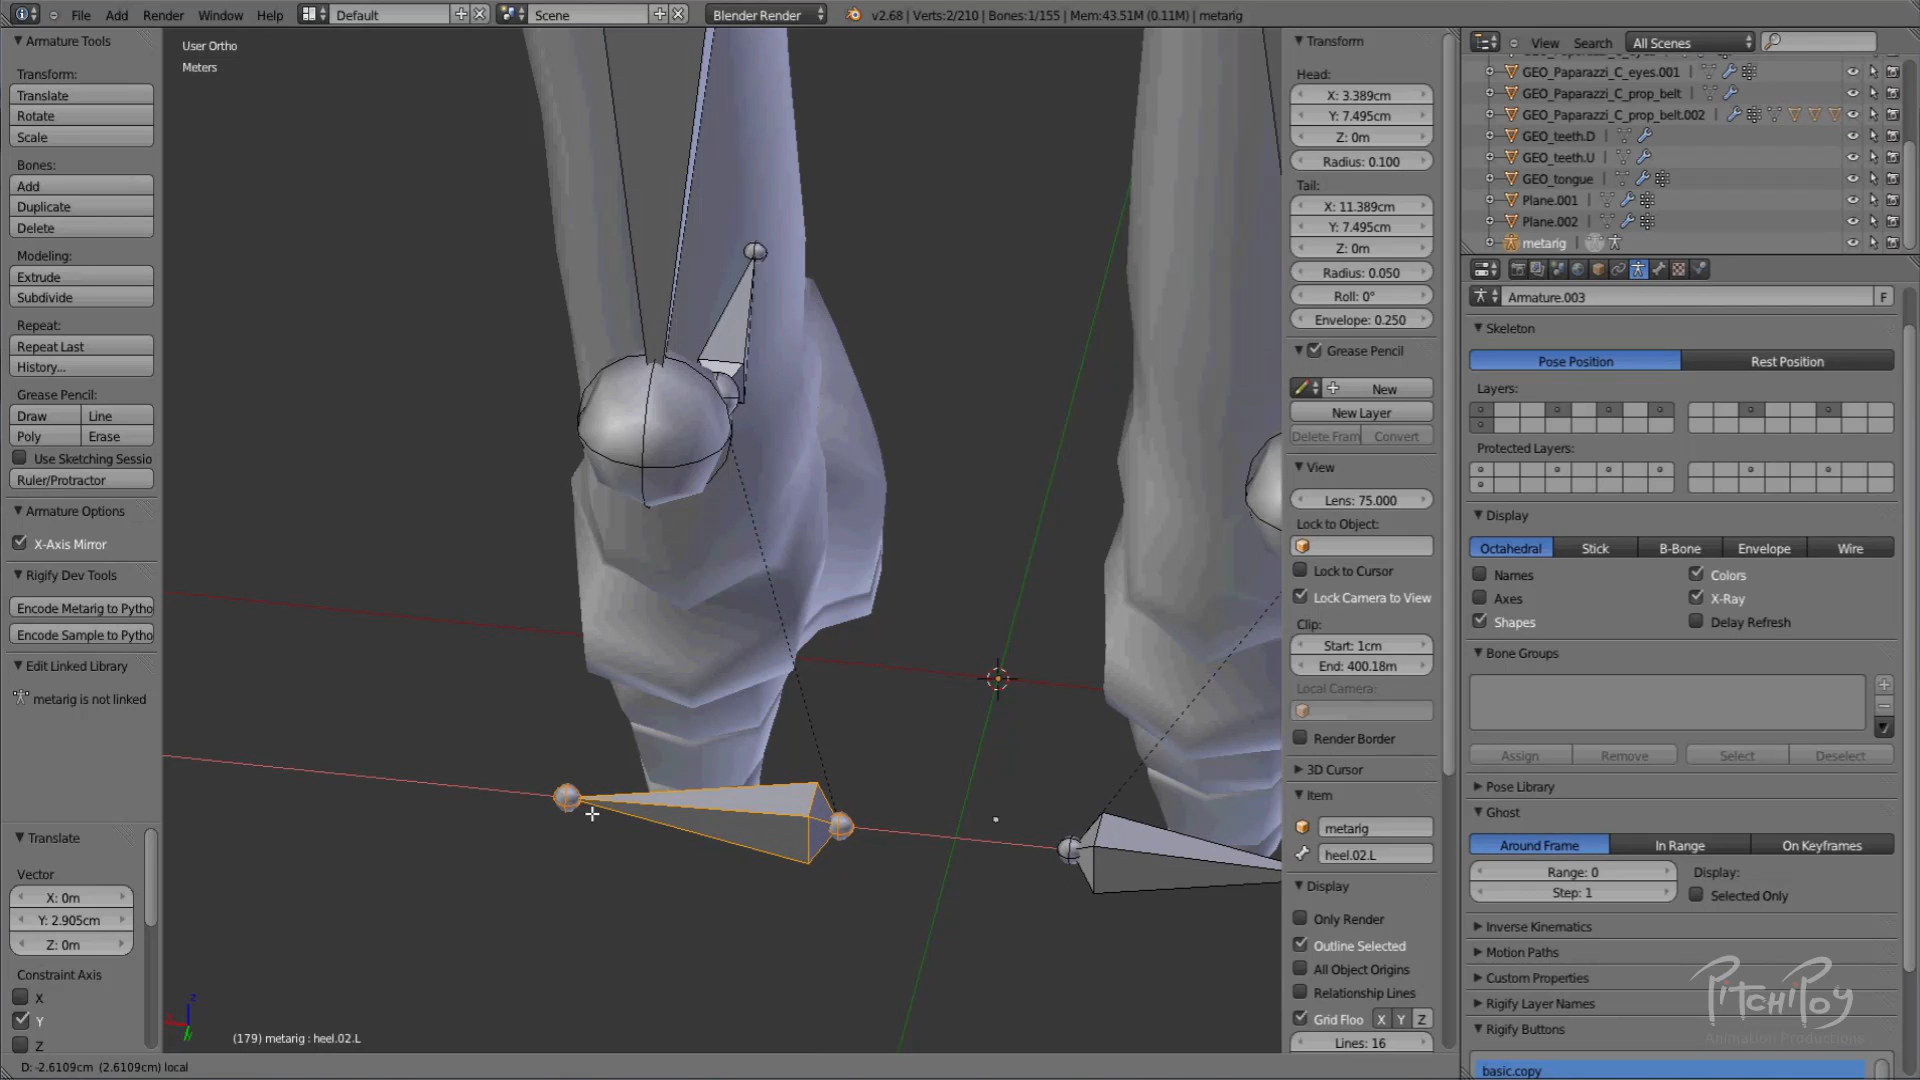 File Add Render Window Help Default Scene Blender Render v2.68 | Verts:2/210 | Bones:1/155 | Mem:43.51M (0.11M) | metarig
Armature Tools
Transform:
Translate
Rotate
Scale
Bones:
Add
Duplicate
Delete
Modeling:
Extrude
Subdivide
Repeat:
Repeat Last
History...
Grease Pencil:
Draw Line
Poly Erase
Use Sketching Sessio
Ruler/Protractor
Armature Options
X-Axis Mirror
Rigify Dev Tools
Encode Metarig to Pytho
Encode Sample to Pytho
Edit Linked Library
metarig is not linked
Translate
Vector
X: 0m
Y: 2.905cm
Z: 0m
Constraint Axis
X
Y
Z
User Ortho
Meters
z
(179) metarig : heel.02.L
D: -2.6109cm (2.6109cm) local
Transform
Head:
X: 3.389cm
Y: 7.495cm
Z: 0m
Radius: 0.100
Tail:
X: 11.389cm
Y: 7.495cm
Z: 0m
Radius: 0.050
Roll: 0°
Envelope: 0.250
Grease Pencil
New
New Layer
Delete Fram Convert
View
Lens: 75.000
Lock to Object:
Lock to Cursor
Lock Camera to View
Clip:
Start: 1cm
End: 400.18m
Local Camera:
Render Border
3D Cursor
Item
metarig
heel.02.L
Display
Only Render
Outline Selected
All Object Origins
Relationship Lines
Grid Floo X Y Z
Lines: 16
View Search All Scenes
GEO_Paparazzi_C_eyes.001
GEO_Paparazzi_C_prop_belt
GEO_Paparazzi_C_prop_belt.002
GEO_teeth.D
GEO_teeth.U
GEO_tongue
Plane.001
Plane.002
metarig
Armature.003 F
Skeleton
Pose Position Rest Position
Layers:
Protected Layers:
Display
Octahedral Stick B-Bone Envelope Wire
Names Colors
Axes X-Ray
Shapes Delay Refresh
Bone Groups
Assign Remove Select Deselect
Pose Library
Ghost
Around Frame In Range On Keyframes
Range: 0 Display:
Step: 1 Selected Only
Inverse Kinematics
Motion Paths
Custom Properties
Rigify Layer Names
Rigify Buttons
basic.copy
PitchiPoy
Animation Productions